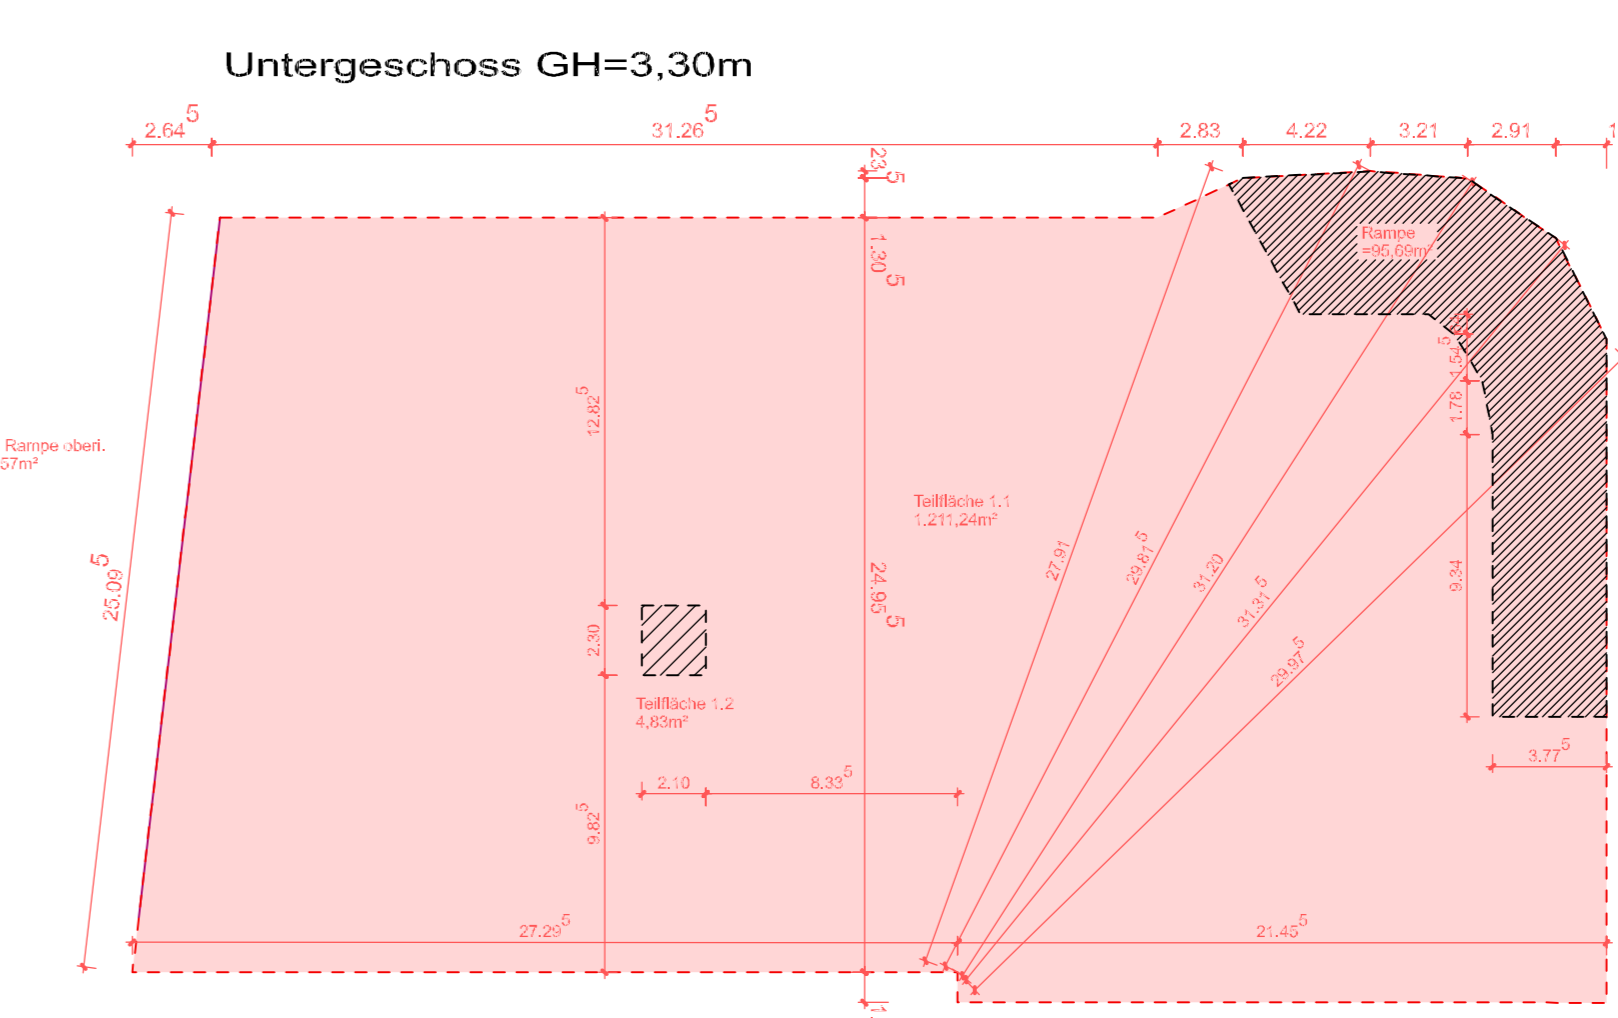 Untergeschoss GH=3,30m
2.64⁵
31.26⁵
2.83
4.22
3.21
2.91
23⁵
1.30⁵
Rampe
=95,69m²
12.82⁵
1.54⁵
1.78
Rampe oberi.
57m²
Teilfläche 1.1
1.211,24m²
25.09⁵
24.95⁵
27.91
29.81⁵
31.20
31.31⁵
29.97⁵
9.34
2.30
Teilfläche 1.2
4,83m²
3.77⁵
2.10
8.33⁵
9.82⁵
27.29⁵
21.45⁵